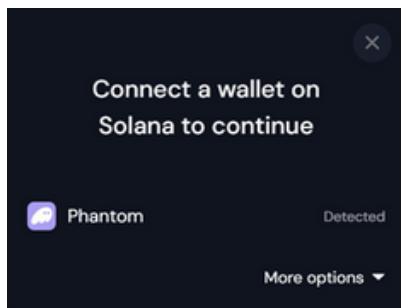 Connect a wallet on
Solana to continue
Phantom Detected
More options